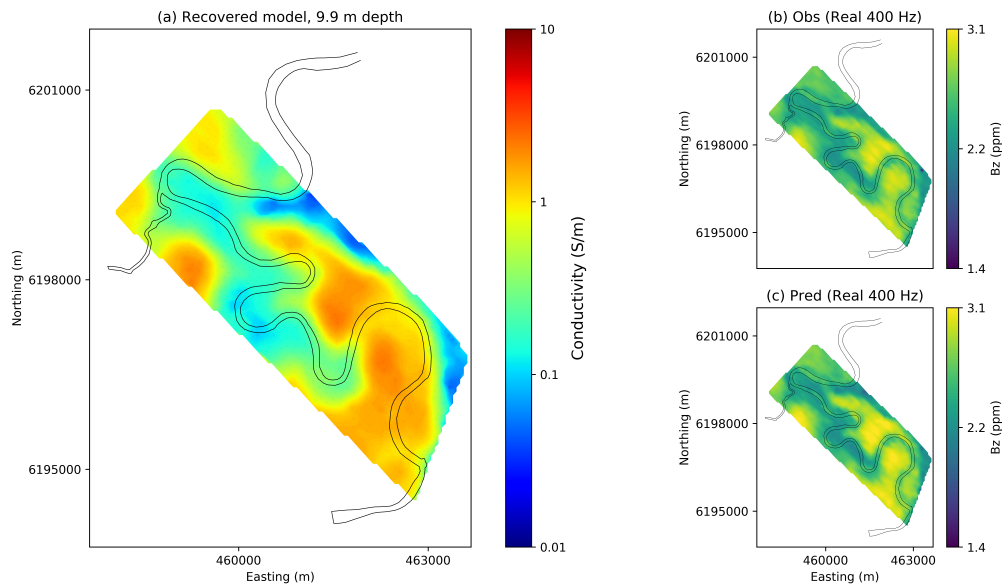 (a) Recovered model, 9.9 m depth
6201000
6198000
6195000
Northing (m)
460000
463000
Easting (m)
10
1
0.1
0.01
Conductivity (S/m)
(b) Obs (Real 400 Hz)
6201000
6198000
6195000
Northing (m)
3.1
2.2
1.4
Bz (ppm)
(c) Pred (Real 400 Hz)
6201000
6198000
6195000
Northing (m)
460000
463000
Easting (m)
3.1
2.2
1.4
Bz (ppm)